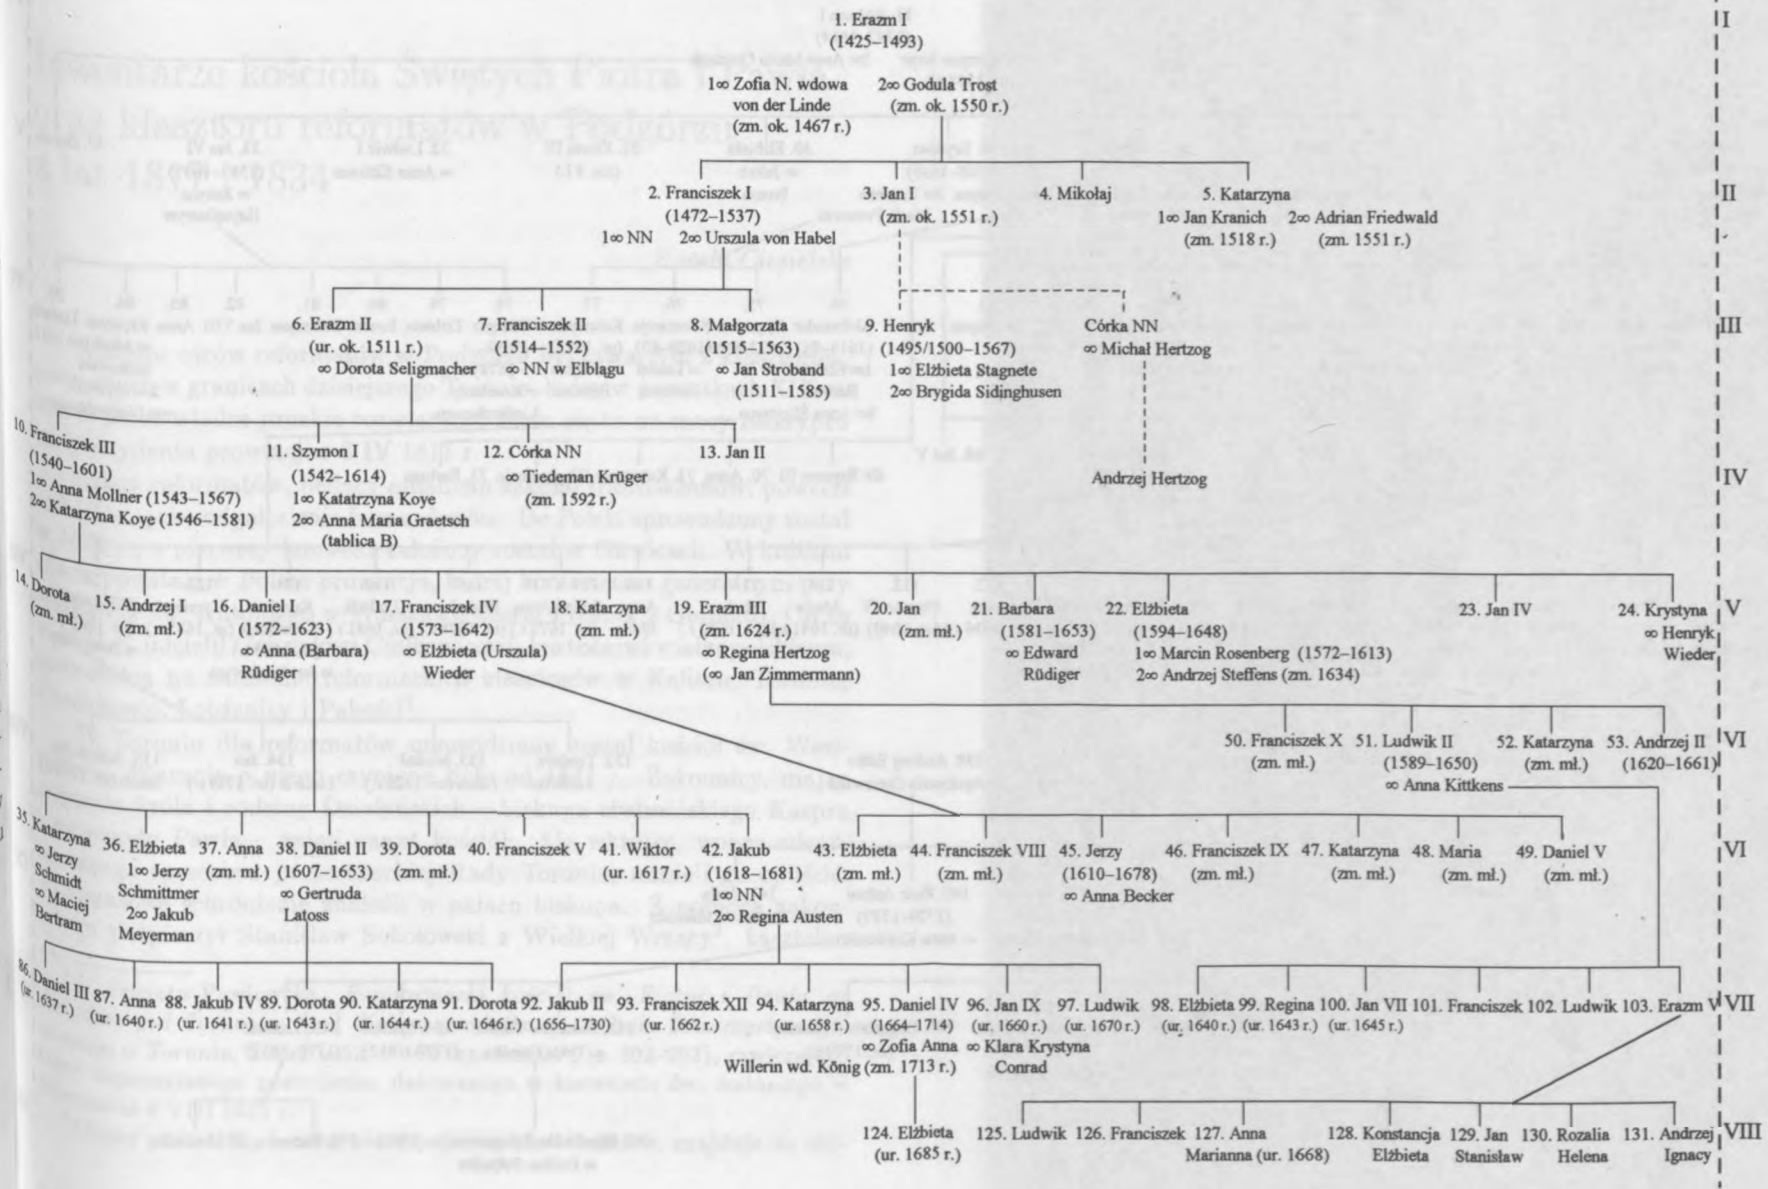 1. Erazm I
(1425–1493)
I
1∞ Zofia N. wdowa
von der Linde
(zm. ok. 1467 r.)
2∞ Godula Trost
(zm. ok. 1550 r.)
2. Franciszek I
(1472–1537)
1∞ NN 2∞ Urszula von Habel
3. Jan I
(zm. ok. 1551 r.)
4. Mikołaj
5. Katarzyna
1∞ Jan Kranich
(zm. 1518 r.)
2∞ Adrian Friedwald
(zm. 1551 r.)
II
6. Erazm II
(ur. ok. 1511 r.)
∞ Dorota Seligmacher
7. Franciszek II
(1514–1552)
∞ NN w Elblągu
8. Małgorzata
(1515–1563)
∞ Jan Stroband
(1511–1585)
9. Henryk
(1495/1500–1567)
1∞ Elżbieta Stagnete
2∞ Brygida Sidinghusen
Córka NN
∞ Michał Hertzog
III
10. Franciszek III
(1540–1601)
1∞ Anna Mollner (1543–1567)
2∞ Katarzyna Koye (1546–1581)
11. Szymon I
(1542–1614)
1∞ Katatrzyna Koye
2∞ Anna Maria Graetsch
(tablica B)
12. Córka NN
∞ Tiedeman Krüger
(zm. 1592 r.)
13. Jan II
Andrzej Hertzog
IV
14. Dorota
(zm. mł.)
15. Andrzej I
(zm. mł.)
16. Daniel I
(1572–1623)
∞ Anna (Barbara)
Rüdiger
17. Franciszek IV
(1573–1642)
∞ Elżbieta (Urszula)
Wieder
18. Katarzyna
(zm. mł.)
19. Erazm III
(zm. 1624 r.)
∞ Regina Hertzog
(∞ Jan Zimmermann)
20. Jan
(zm. mł.)
21. Barbara
(1581–1653)
∞ Edward
Rüdiger
22. Elżbieta
(1594–1648)
1∞ Marcin Rosenberg (1572–1613)
2∞ Andrzej Steffens (zm. 1634)
23. Jan IV
24. Krystyna
∞ Henryk
Wieder
V
50. Franciszek X
(zm. mł.)
51. Ludwik II
(1589–1650)
∞ Anna Kittkens
52. Katarzyna
(zm. mł.)
53. Andrzej II
(1620–1661)
VI
35. Katarzyna
∞ Jerzy
Schmidt
∞ Maciej
Bertram
36. Elżbieta
1∞ Jerzy
Schmittmer
2∞ Jakub
Meyerman
37. Anna
(zm. mł.)
38. Daniel II
(1607–1653)
∞ Gertruda
Latoss
39. Dorota
(zm. mł.)
40. Franciszek V
41. Wiktor
(ur. 1617 r.)
42. Jakub
(1618–1681)
1∞ NN
2∞ Regina Austen
43. Elżbieta
(zm. mł.)
44. Franciszek VIII
(zm. mł.)
45. Jerzy
(1610–1678)
∞ Anna Becker
46. Franciszek IX
(zm. mł.)
47. Katarzyna
(zm. mł.)
48. Maria
(zm. mł.)
49. Daniel V
(zm. mł.)
VI
86. Daniel III
(ur. 1637 r.)
87. Anna
(ur. 1640 r.)
88. Jakub IV
(ur. 1641 r.)
89. Dorota
(ur. 1643 r.)
90. Katarzyna
(ur. 1644 r.)
91. Dorota
(ur. 1646 r.)
92. Jakub II
(1656–1730)
93. Franciszek XII
(ur. 1662 r.)
94. Katarzyna
(ur. 1658 r.)
95. Daniel IV
(1664–1714)
∞ Zofia Anna
Willerin wd. König (zm. 1713 r.)
96. Jan IX
(ur. 1660 r.)
∞ Klara Krystyna
Conrad
97. Ludwik
(ur. 1670 r.)
98. Elżbieta
(ur. 1640 r.)
99. Regina
(ur. 1643 r.)
100. Jan VII
(ur. 1645 r.)
101. Franciszek
102. Ludwik
103. Erazm V
VII
124. Elżbieta
(ur. 1685 r.)
125. Ludwik
126. Franciszek
127. Anna
Marianna (ur. 1668)
128. Konstancja
Elżbieta
129. Jan
Stanisław
130. Rozalia
Helena
131. Andrzej
Ignacy
VIII